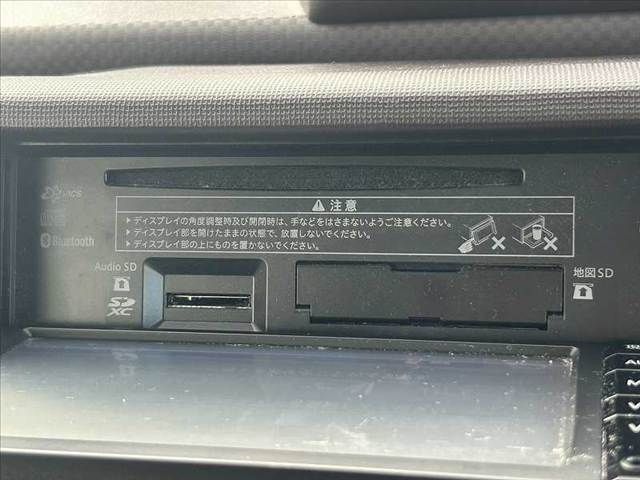 ⚠注意
▶ディスプレイの角度調整時及び開閉時は、手などをはさまないようご注意ください。
▶ディスプレイ部を開けたままの状態で、放置しないでください。
▶ディスプレイ部の上にものを置かないでください。
VICS
Bluetooth
Audio SD
SD
XC
地図SD